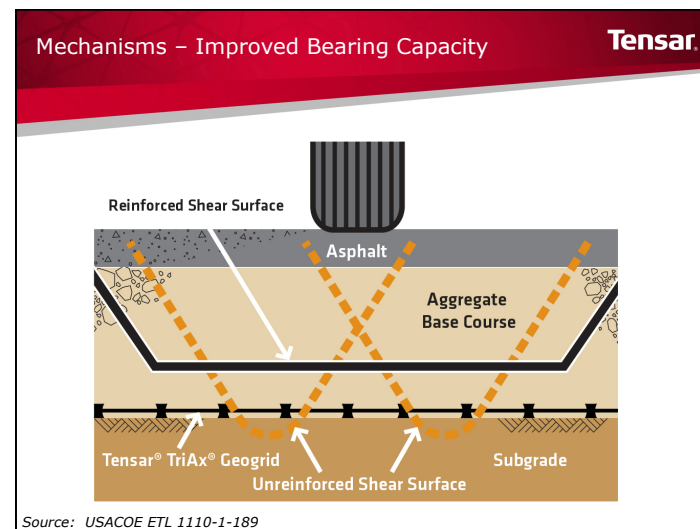 Mechanisms – Improved Bearing Capacity
Tensar.
Reinforced Shear Surface
Asphalt
Aggregate
Base Course
Tensar® TriAx® Geogrid
Subgrade
Unreinforced Shear Surface
Source: USACOE ETL 1110-1-189